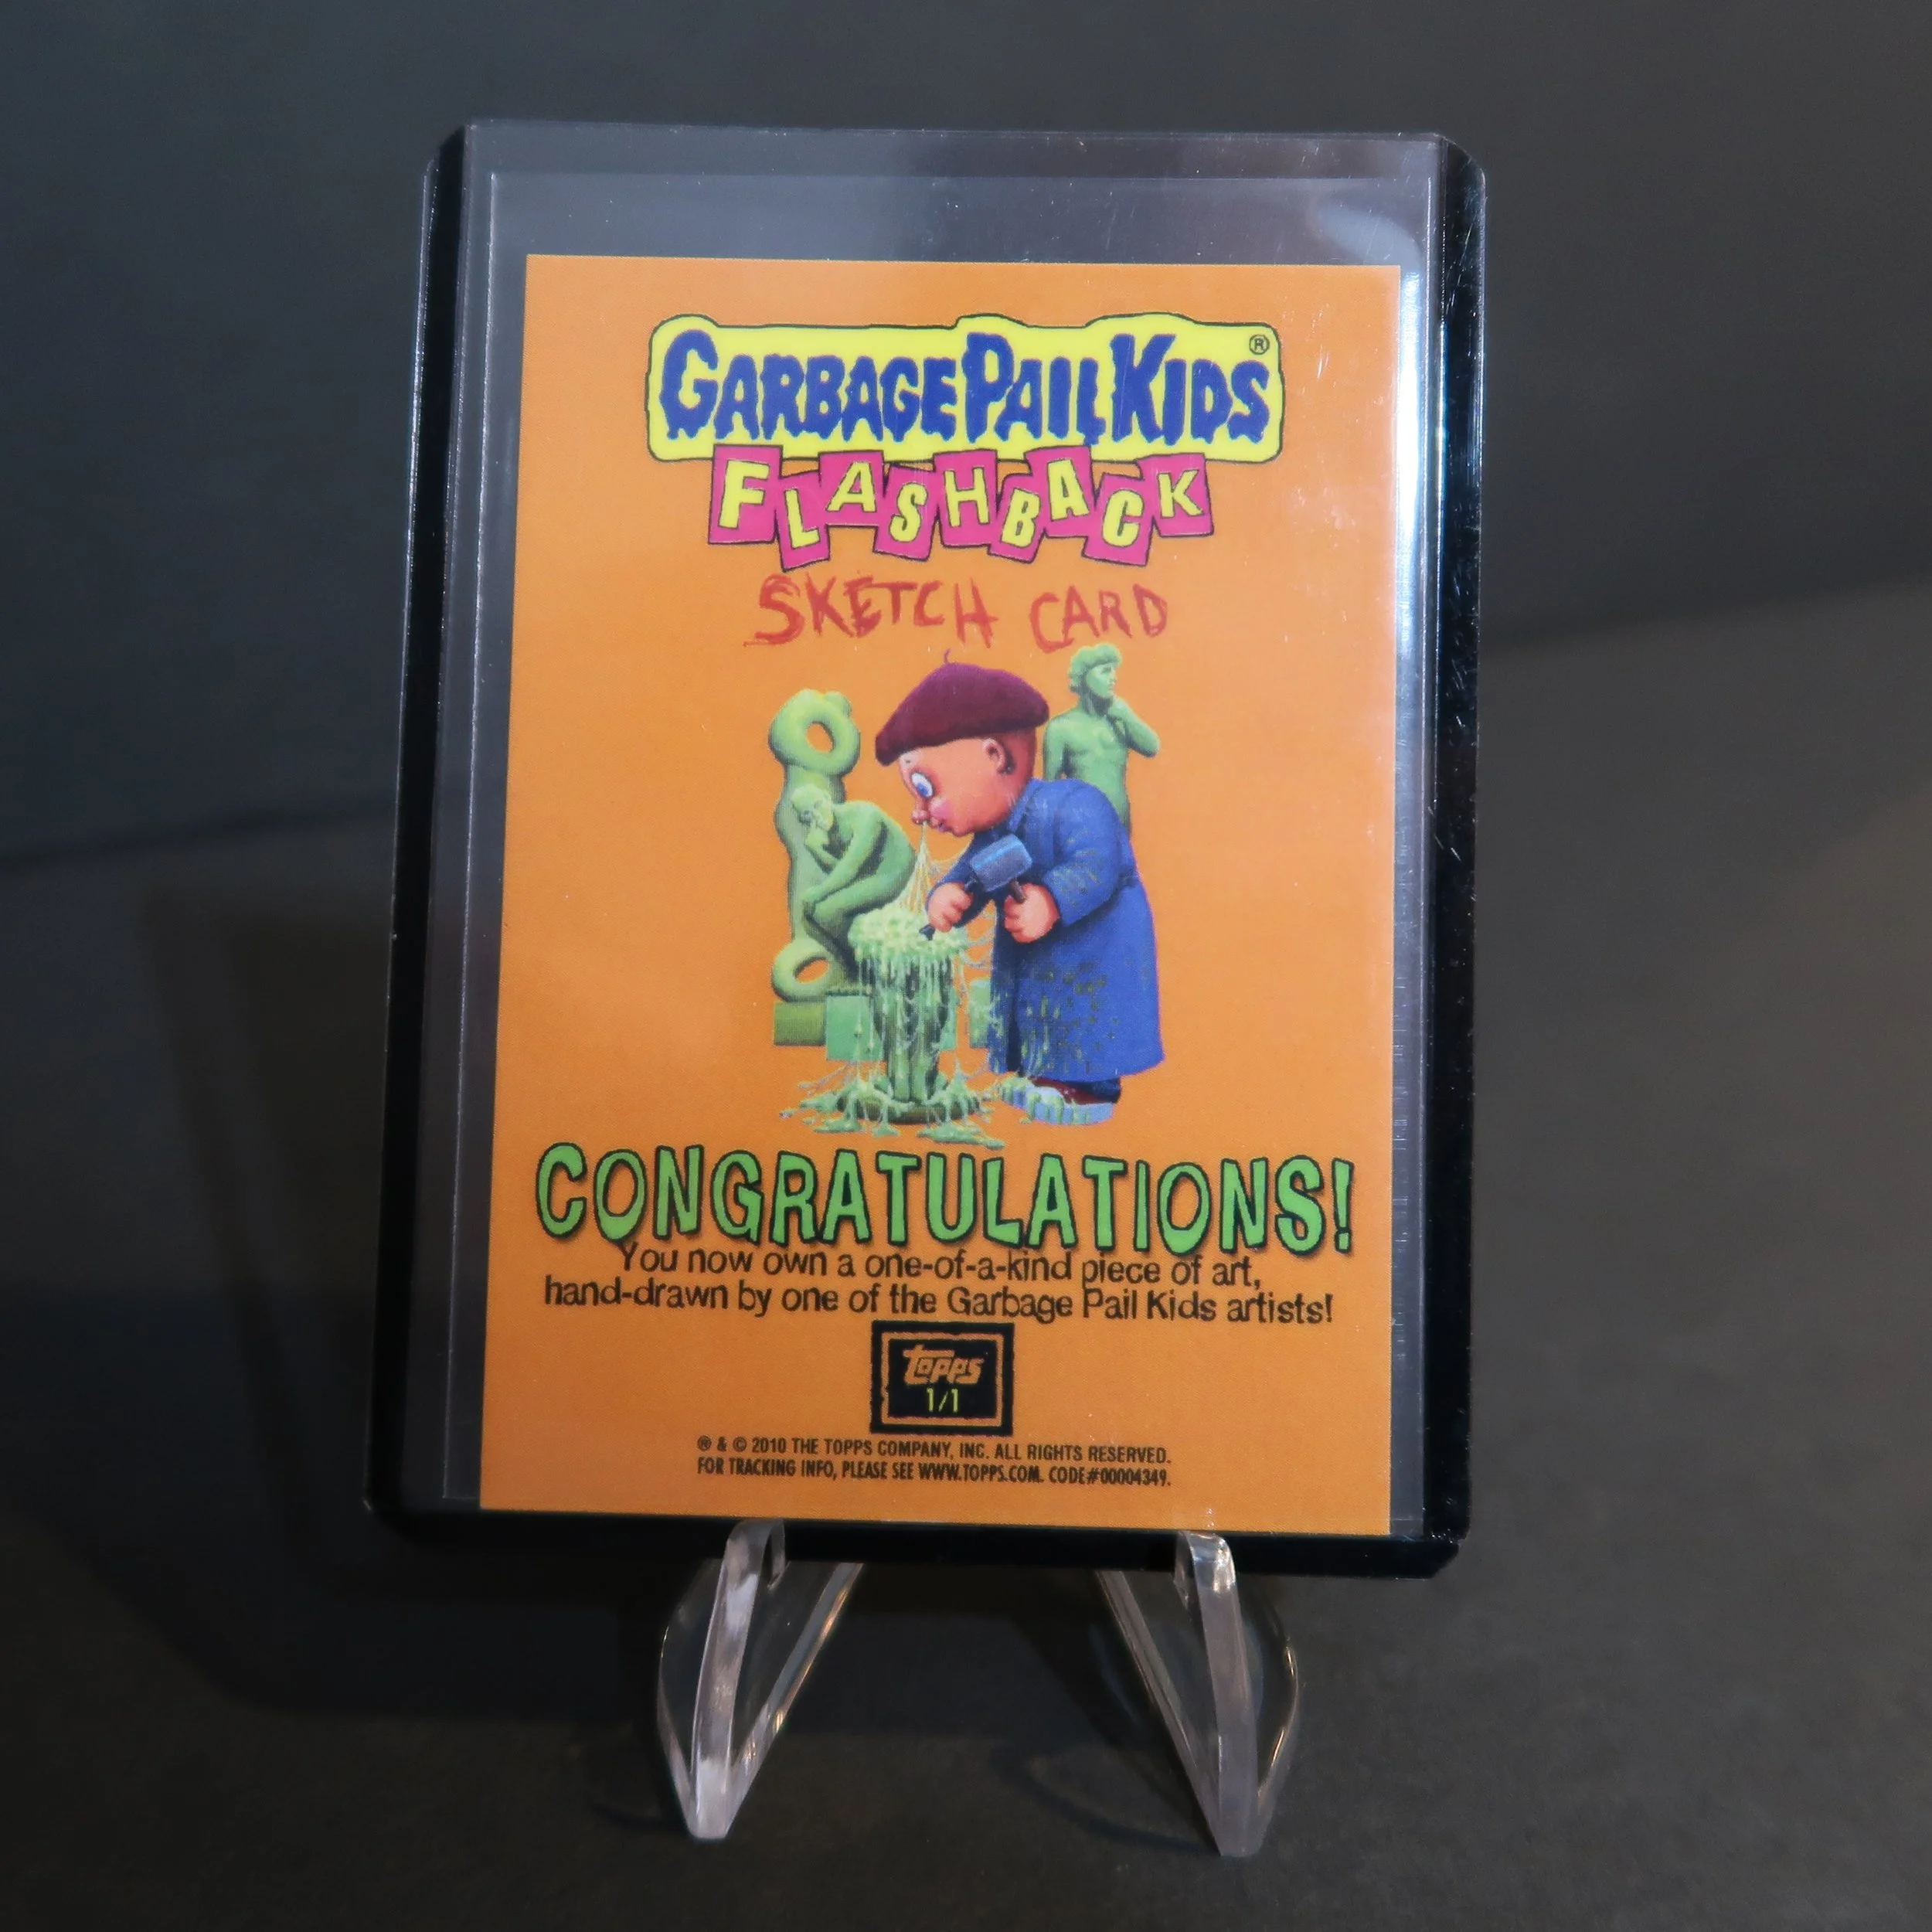 GARBAGE PAIL KIDS®
FLASHBACK
SKETCH CARD
CONGRATULATIONS!
You now own a one-of-a-kind piece of art,
hand-drawn by one of the Garbage Pail Kids artists!
topps
1/1
® & © 2010 THE TOPPS COMPANY, INC. ALL RIGHTS RESERVED.
FOR TRACKING INFO, PLEASE SEE WWW.TOPPS.COM. CODE#00004349.